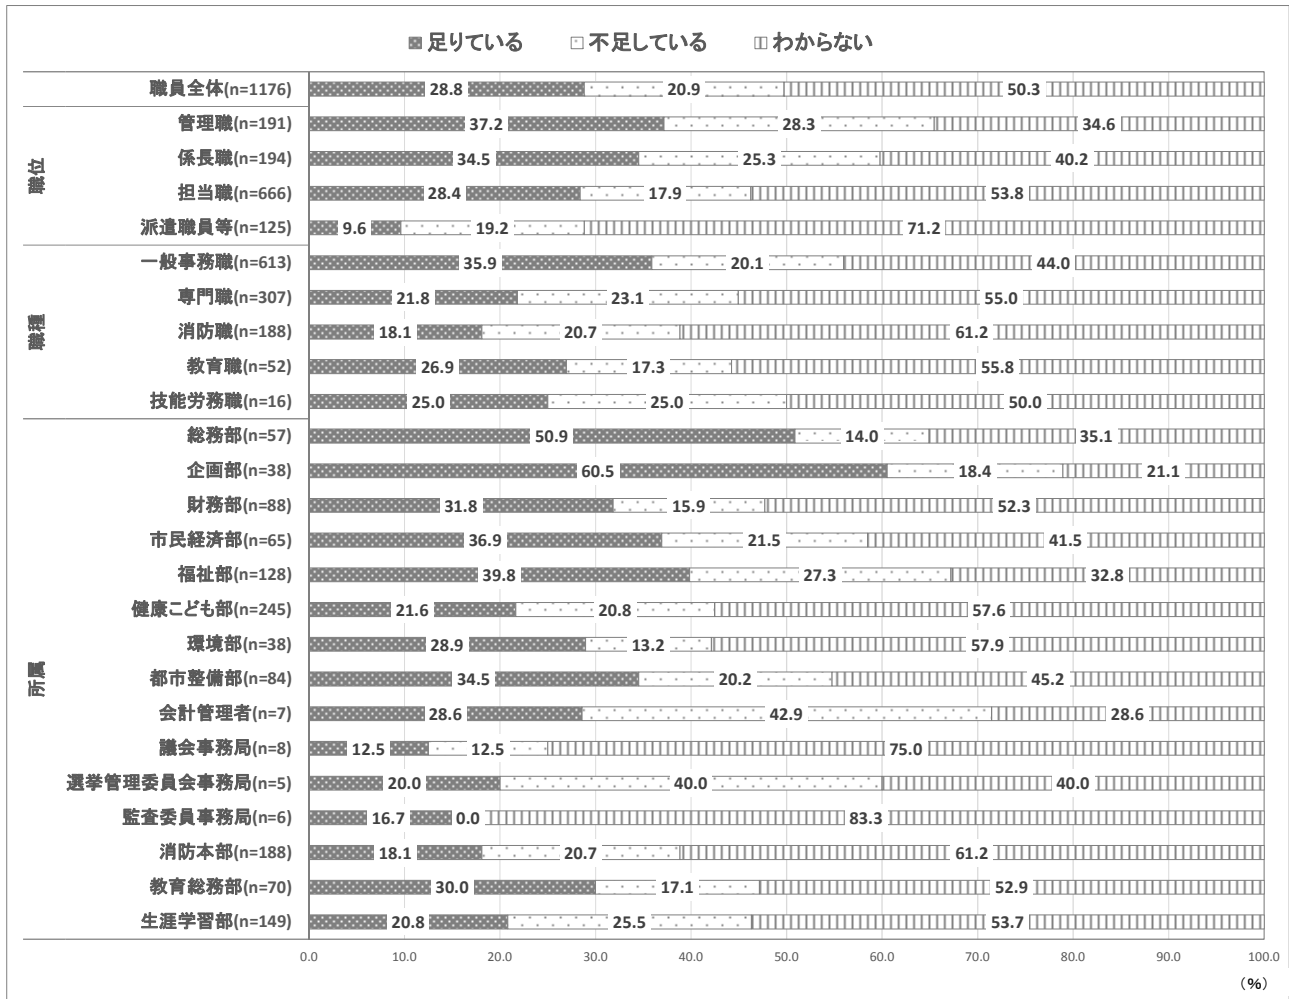 足りている 不足している わからない
職員全体(n=1176) 28.8 20.9 50.3
職位
管理職(n=191) 37.2 28.3 34.6
係長職(n=194) 34.5 25.3 40.2
担当職(n=666) 28.4 17.9 53.8
派遣職員等(n=125) 9.6 19.2 71.2
職種
一般事務職(n=613) 35.9 20.1 44.0
専門職(n=307) 21.8 23.1 55.0
消防職(n=188) 18.1 20.7 61.2
教育職(n=52) 26.9 17.3 55.8
技能労務職(n=16) 25.0 25.0 50.0
所属
総務部(n=57) 50.9 14.0 35.1
企画部(n=38) 60.5 18.4 21.1
財務部(n=88) 31.8 15.9 52.3
市民経済部(n=65) 36.9 21.5 41.5
福祉部(n=128) 39.8 27.3 32.8
健康こども部(n=245) 21.6 20.8 57.6
環境部(n=38) 28.9 13.2 57.9
都市整備部(n=84) 34.5 20.2 45.2
会計管理者(n=7) 28.6 42.9 28.6
議会事務局(n=8) 12.5 12.5 75.0
選挙管理委員会事務局(n=5) 20.0 40.0 40.0
監査委員事務局(n=6) 16.7 0.0 83.3
消防本部(n=188) 18.1 20.7 61.2
教育総務部(n=70) 30.0 17.1 52.9
生涯学習部(n=149) 20.8 25.5 53.7
0.0 10.0 20.0 30.0 40.0 50.0 60.0 70.0 80.0 90.0 100.0
(%)